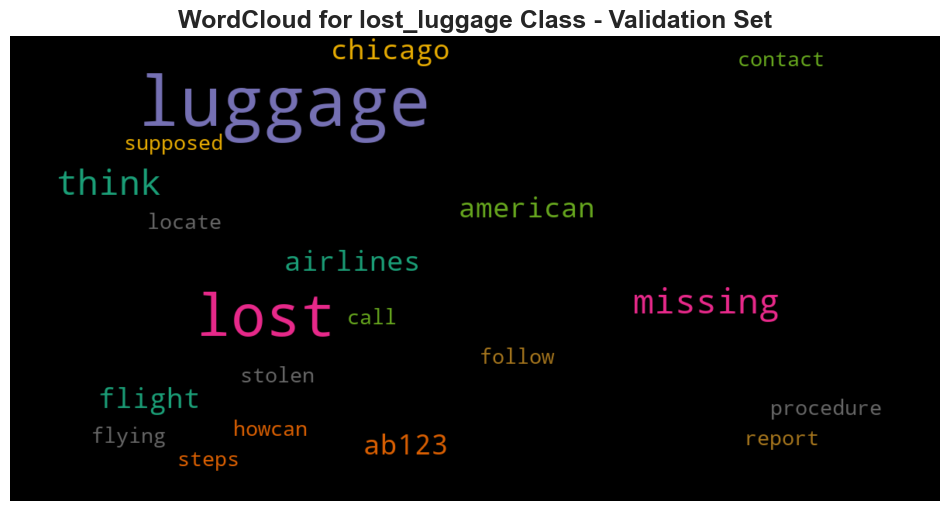 WordCloud for lost_luggage Class - Validation Set
chicago
contact
luggage
supposed
think
american
locate
airlines
lost
call
missing
follow
stolen
flight
procedure
flying
howcan
ab123
report
steps